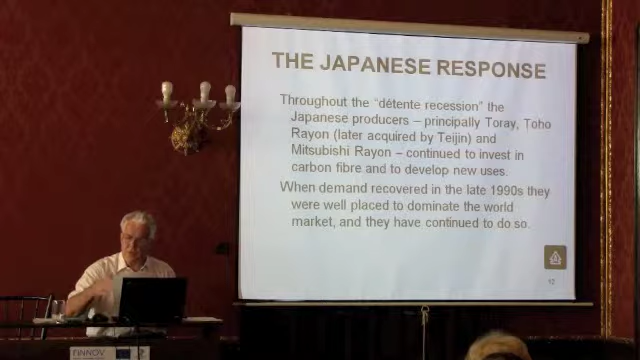 THE JAPANESE RESPONSE
Throughout the “détente recession” the
Japanese producers – principally Toray, Toho
Rayon (later acquired by Teijin) and
Mitsubishi Rayon – continued to invest in
carbon fibre and to develop new uses.
When demand recovered in the late 1990s they
were well placed to dominate the world
market, and they have continued to do so.
12
FINNOV